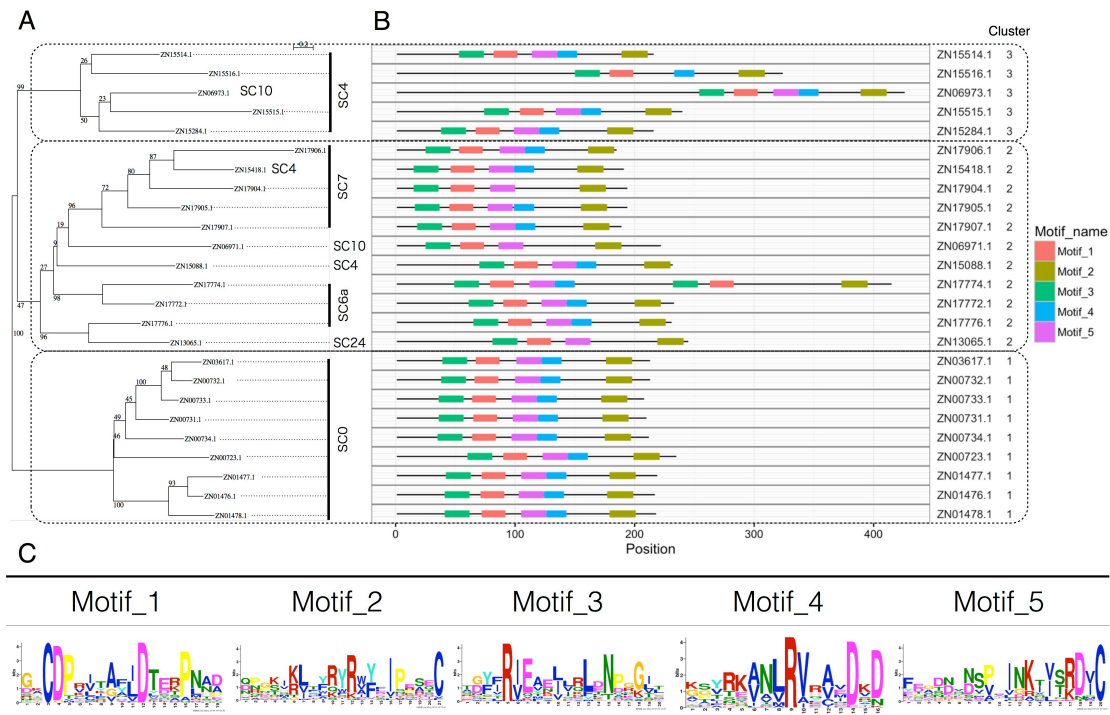 A
B
Cluster
0.2
ZN15514.1
26
ZN15516.1
99
ZN06973.1
SC10
23
ZN15515.1
50
ZN15284.1
SC4
ZN17906.1
87
ZN15418.1
SC4
80
ZN17904.1
72
ZN17905.1
96
ZN17907.1
SC7
19
ZN06971.1
SC10
9
ZN15088.1
SC4
27
ZN17774.1
98
ZN17772.1
SC6a
47
ZN17776.1
96
ZN13065.1
SC24
100
ZN03617.1
48
ZN00732.1
100
ZN00733.1
45
ZN00731.1
49
ZN00734.1
46
ZN00723.1
SC0
ZN01477.1
93
ZN01476.1
100
ZN01478.1
ZN15514.1 3
ZN15516.1 3
ZN06973.1 3
ZN15515.1 3
ZN15284.1 3
ZN17906.1 2
ZN15418.1 2
ZN17904.1 2
ZN17905.1 2
ZN17907.1 2
ZN06971.1 2
ZN15088.1 2
ZN17774.1 2
ZN17772.1 2
ZN17776.1 2
ZN13065.1 2
ZN03617.1 1
ZN00732.1 1
ZN00733.1 1
ZN00731.1 1
ZN00734.1 1
ZN00723.1 1
ZN01477.1 1
ZN01476.1 1
ZN01478.1 1
Motif_name
Motif_1
Motif_2
Motif_3
Motif_4
Motif_5
0 100 200 300 400
Position
C
Motif_1 Motif_2 Motif_3 Motif_4 Motif_5